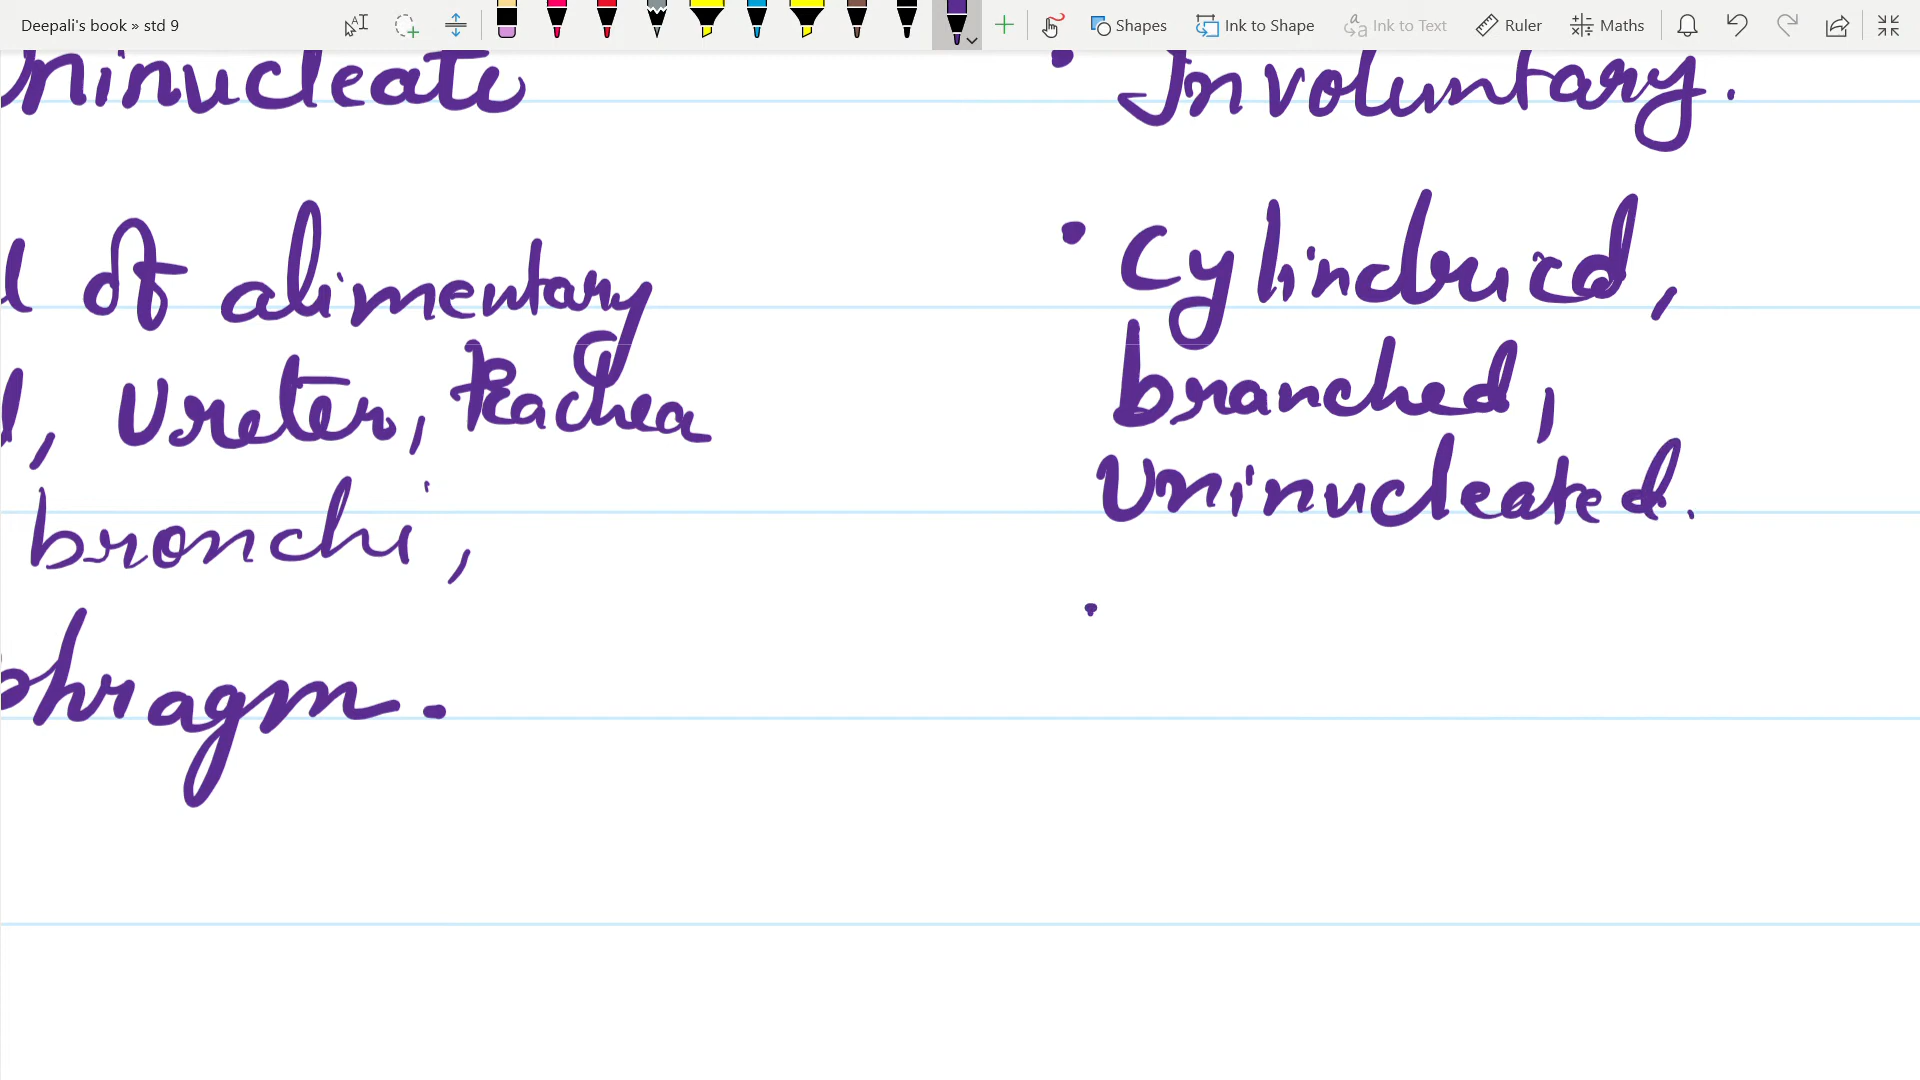 Deepali's book » std 9
Shapes
Ink to Shape
Ink to Text
Ruler
Maths
ninucleate
l of alimentary
l, Ureter, trachea
bronchi,
phragm.
• Involuntary.
• Cylindrical,
branched,
Uninucleated.
•